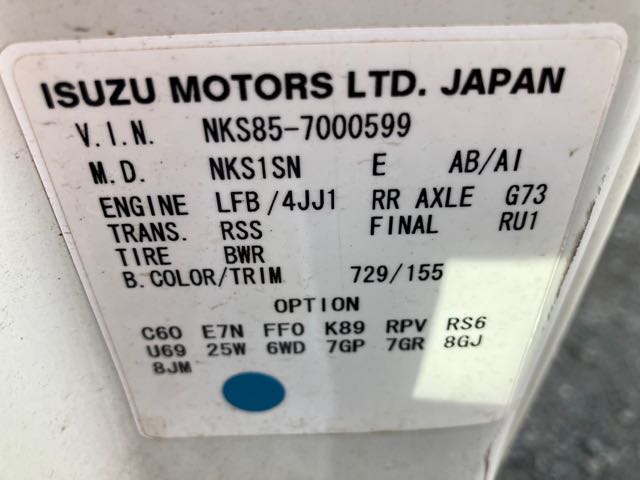 ISUZU MOTORS LTD. JAPAN
V.I.N. NKS85-7000599
M.D. NKS1SN E AB/AI
ENGINE LFB/4JJ1 RR AXLE G73
TRANS. RSS FINAL RU1
TIRE BWR
B.COLOR/TRIM 729/155
OPTION
C60 E7N FF0 K89 RPV RS6
U69 25W 6WD 7GP 7GR 8GJ
8JM